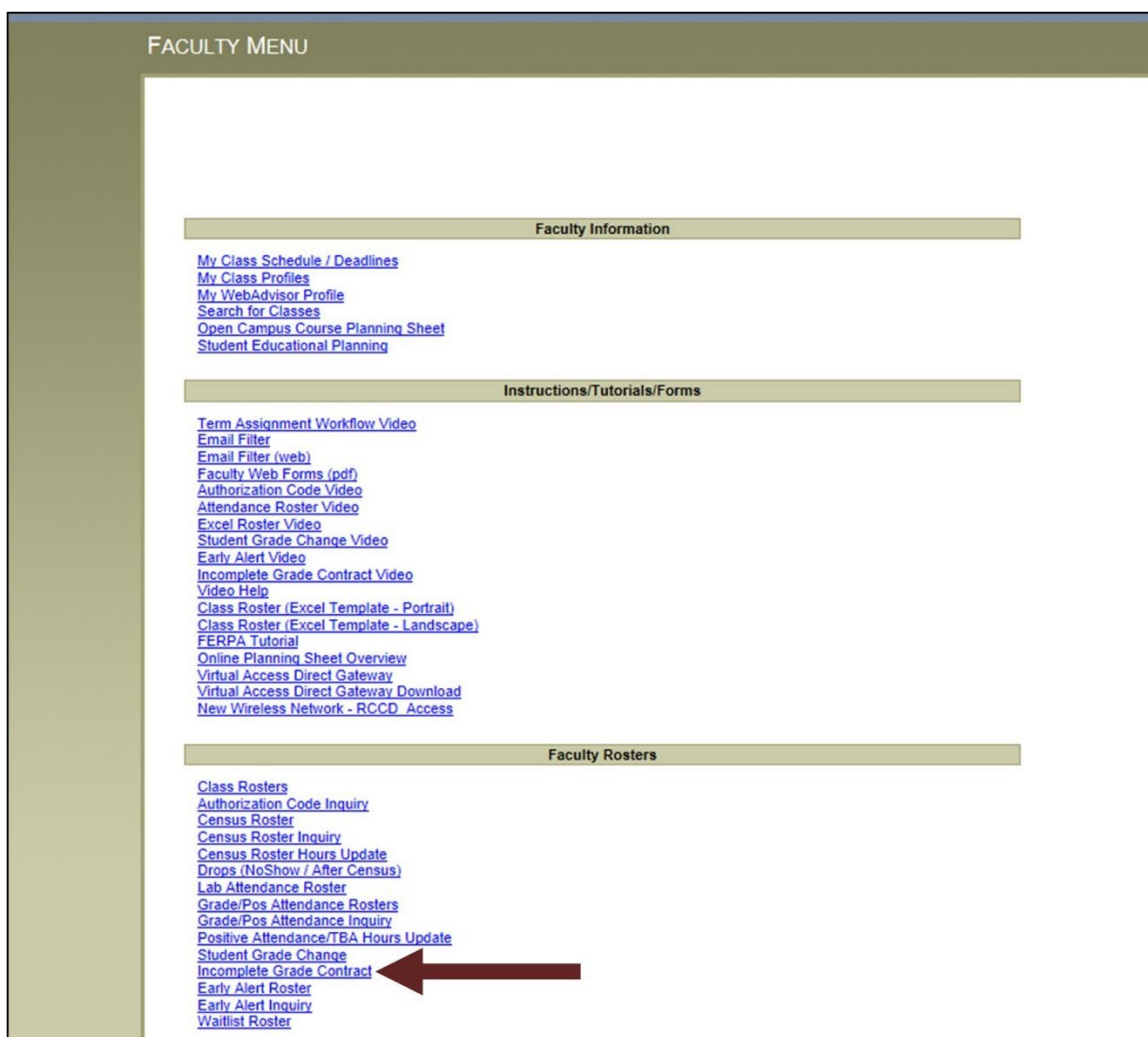 FACULTY MENU
Faculty Information
My Class Schedule / Deadlines
My Class Profiles
My WebAdvisor Profile
Search for Classes
Open Campus Course Planning Sheet
Student Educational Planning
Instructions/Tutorials/Forms
Term Assignment Workflow Video
Email Filter
Email Filter (web)
Faculty Web Forms (pdf)
Authorization Code Video
Attendance Roster Video
Excel Roster Video
Student Grade Change Video
Early Alert Video
Incomplete Grade Contract Video
Video Help
Class Roster (Excel Template - Portrait)
Class Roster (Excel Template - Landscape)
FERPA Tutorial
Online Planning Sheet Overview
Virtual Access Direct Gateway
Virtual Access Direct Gateway Download
New Wireless Network - RCCD_Access
Faculty Rosters
Class Rosters
Authorization Code Inquiry
Census Roster
Census Roster Inquiry
Census Roster Hours Update
Drops (NoShow / After Census)
Lab Attendance Roster
Grade/Pos Attendance Rosters
Grade/Pos Attendance Inquiry
Positive Attendance/TBA Hours Update
Student Grade Change
Incomplete Grade Contract
Early Alert Roster
Early Alert Inquiry
Waitlist Roster